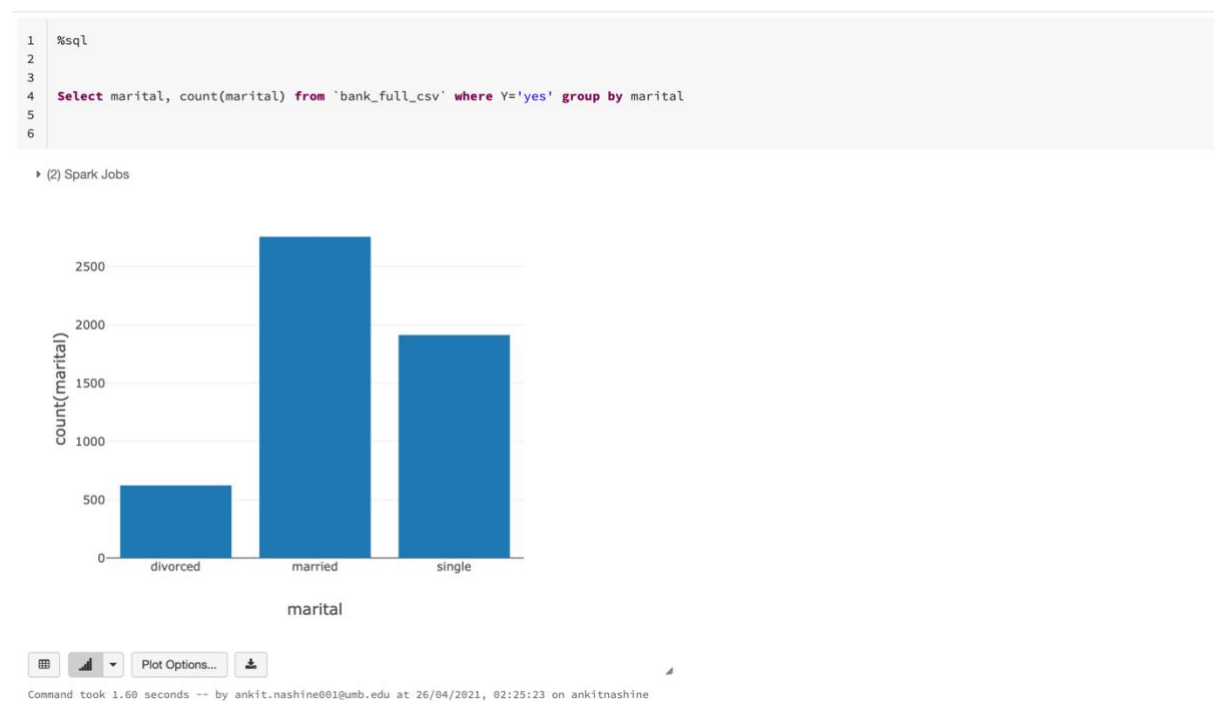 1 %sql
2
3
4 Select marital, count(marital) from `bank_full_csv` where Y='yes' group by marital
5
6
(2) Spark Jobs
2500
2000
1500
1000
500
0
count(marital)
divorced married single
marital
Plot Options...
Command took 1.60 seconds -- by ankit.nashine001@umb.edu at 26/04/2021, 02:25:23 on ankitnashine